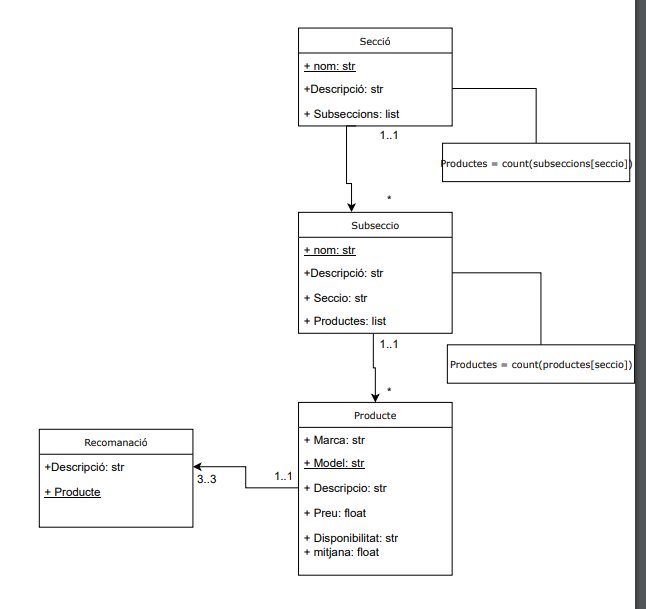 Secció
+ nom: str
+Descripció: str
+ Subseccions: list
1..1
Productes = count(subseccions[seccio])
*
Subseccio
+ nom: str
+Descripció: str
+ Seccio: str
+ Productes: list
1..1
Productes = count(productes[seccio])
*
Producte
+ Marca: str
+ Model: str
+ Descripcio: str
+ Preu: float
+ Disponibilitat: str
+ mitjana: float
1..1
3..3
Recomanació
+Descripció: str
+ Producte